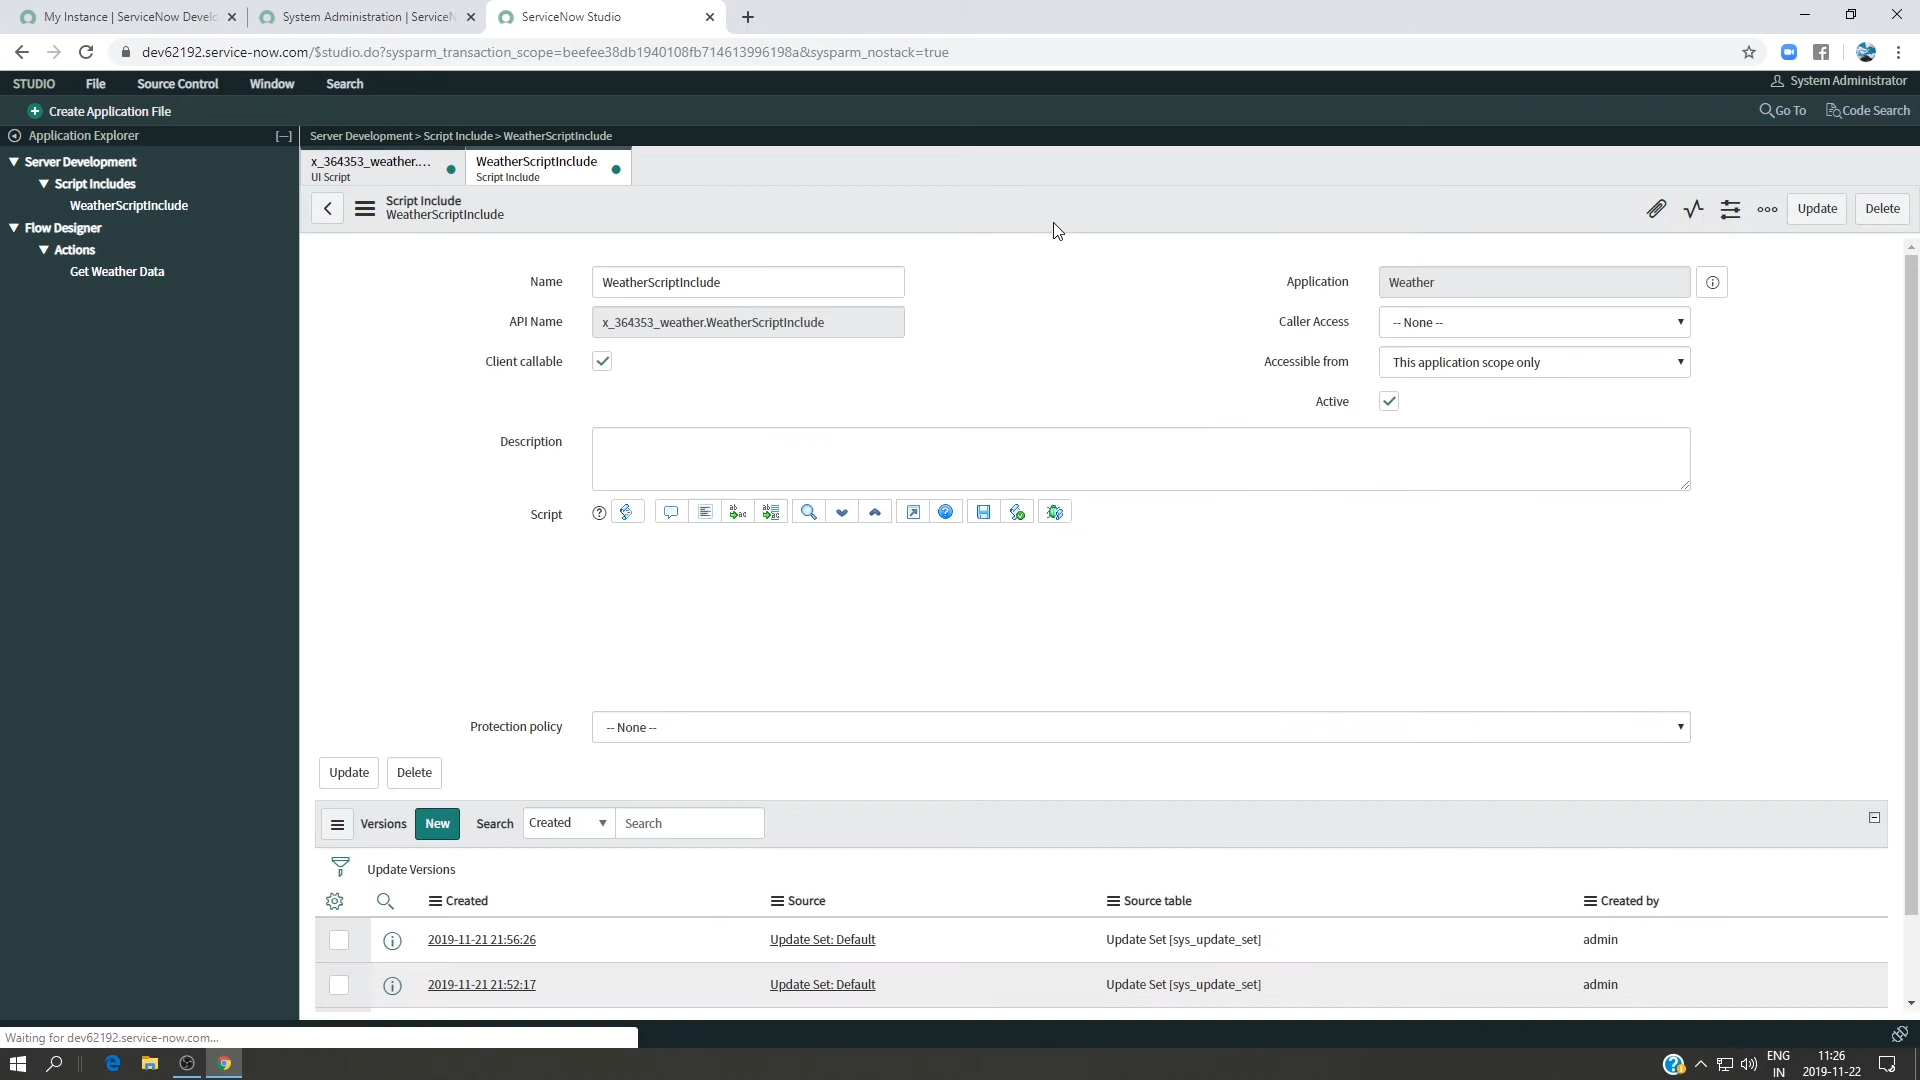 My Instance | ServiceNow Develo
System Administration | ServiceN
ServiceNow Studio
dev62192.service-now.com/$studio.do?sysparm_transaction_scope=beefee38db1940108fb714613996198a&sysparm_nostack=true
STUDIO File Source Control Window Search
System Administrator
Create Application File
Go To
Code Search
Application Explorer
[—]
Server Development > Script Include > WeatherScriptInclude
Server Development
Script Includes
WeatherScriptInclude
Flow Designer
Actions
Get Weather Data
x_364353_weather....
UI Script
WeatherScriptInclude
Script Include
Script Include
WeatherScriptInclude
Update
Delete
Name
WeatherScriptInclude
Application
Weather
API Name
x_364353_weather.WeatherScriptInclude
Caller Access
-- None --
Client callable
Accessible from
This application scope only
Active
Description
Script
Protection policy
-- None --
Update
Delete
Versions
New
Search
Created
Search
Update Versions
Created
Source
Source table
Created by
2019-11-21 21:56:26
Update Set: Default
Update Set [sys_update_set]
admin
2019-11-21 21:52:17
Update Set: Default
Update Set [sys_update_set]
admin
Waiting for dev62192.service-now.com...
ENG
IN
11:26
2019-11-22